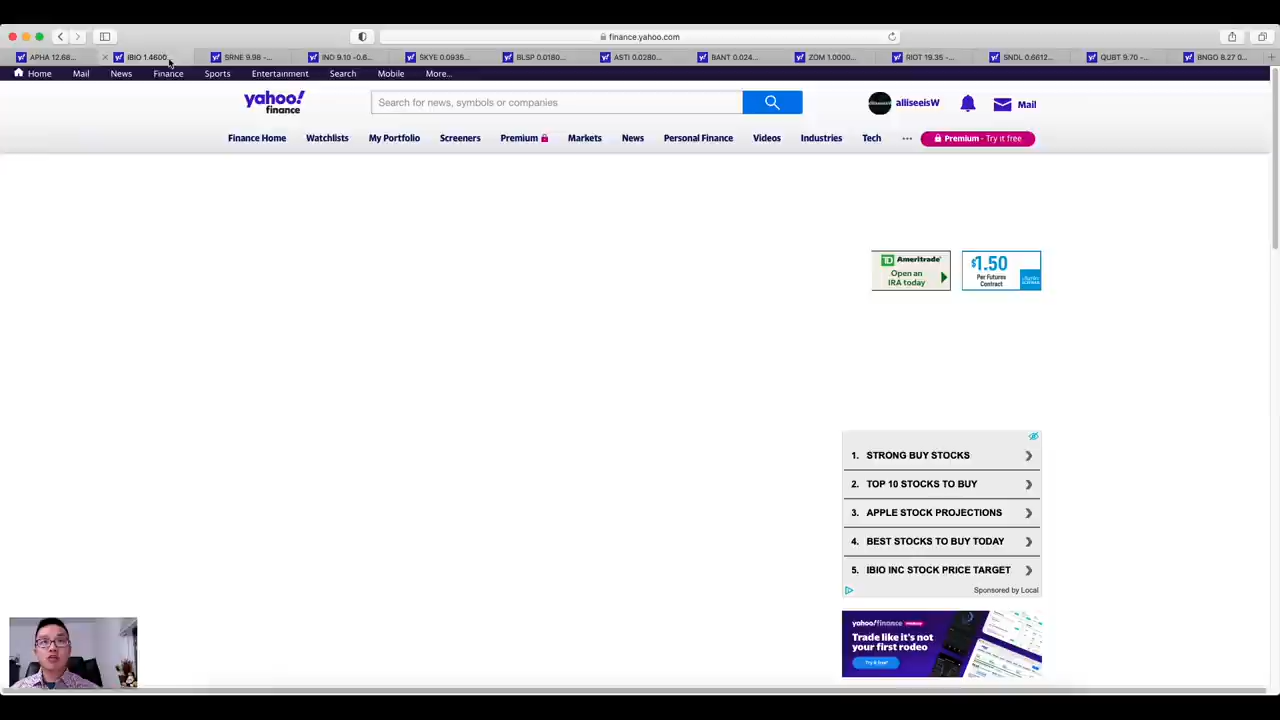 finance.yahoo.com
APHA 12.68...
IBIO 1.4600...
SRNE 9.98 -...
INO 9.10 -0.6...
SKYE 0.0935...
BLSP 0.0180...
ASTI 0.0280...
BANT 0.024...
ZOM 1.0000...
RIOT 19.35 -...
SNDL 0.6612...
QUBT 9.70 -...
BNGO 8.27 0...
Home Mail News Finance Sports Entertainment Search Mobile More...
yahoo!
finance
Search for news, symbols or companies
alliseeisW
Mail
Finance Home Watchlists My Portfolio Screeners Premium Markets News Personal Finance Videos Industries Tech ... Premium - Try it free
TD Ameritrade
Open an
IRA today
$1.50
Per Futures
Contract
1. STRONG BUY STOCKS
2. TOP 10 STOCKS TO BUY
3. APPLE STOCK PROJECTIONS
4. BEST STOCKS TO BUY TODAY
5. IBIO INC STOCK PRICE TARGET
Sponsored by Local
yahoo!finance
Trade like it's not
your first rodeo
Try it free!